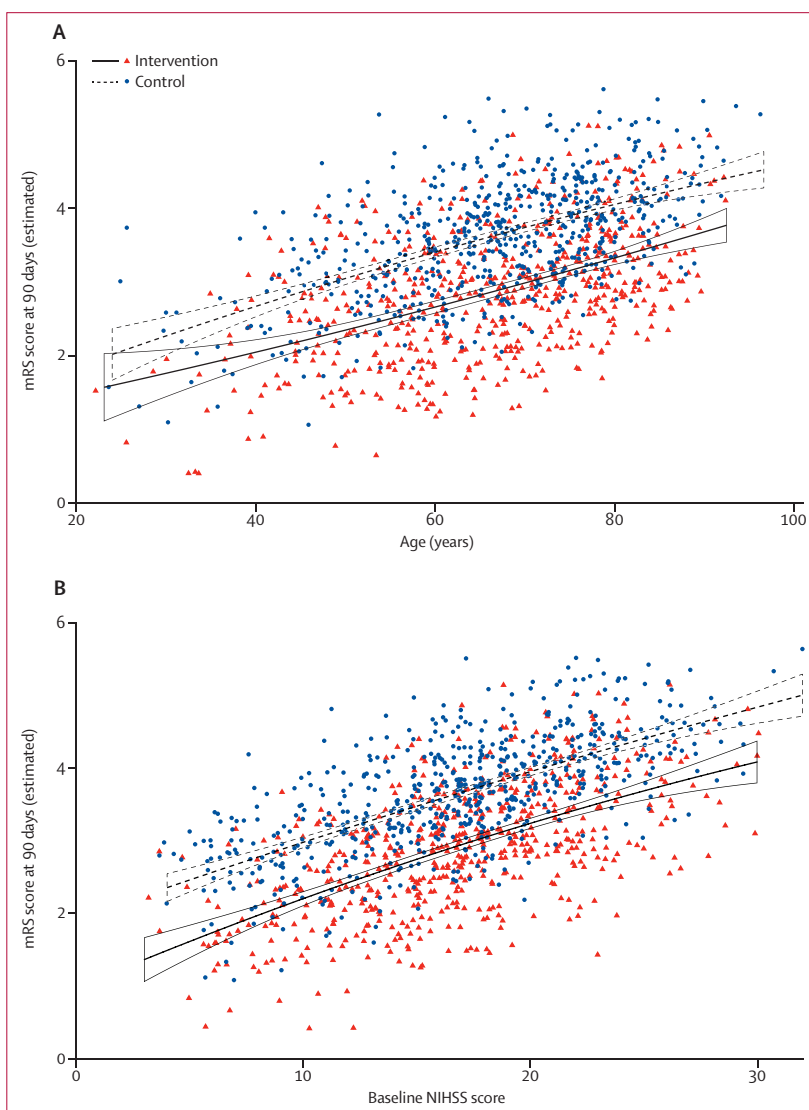 A
Intervention
Control
6
4
2
0
mRS score at 90 days (estimated)
20 40 60 80 100
Age (years)
B
6
4
2
0
mRS score at 90 days (estimated)
0 10 20 30
Baseline NIHSS score